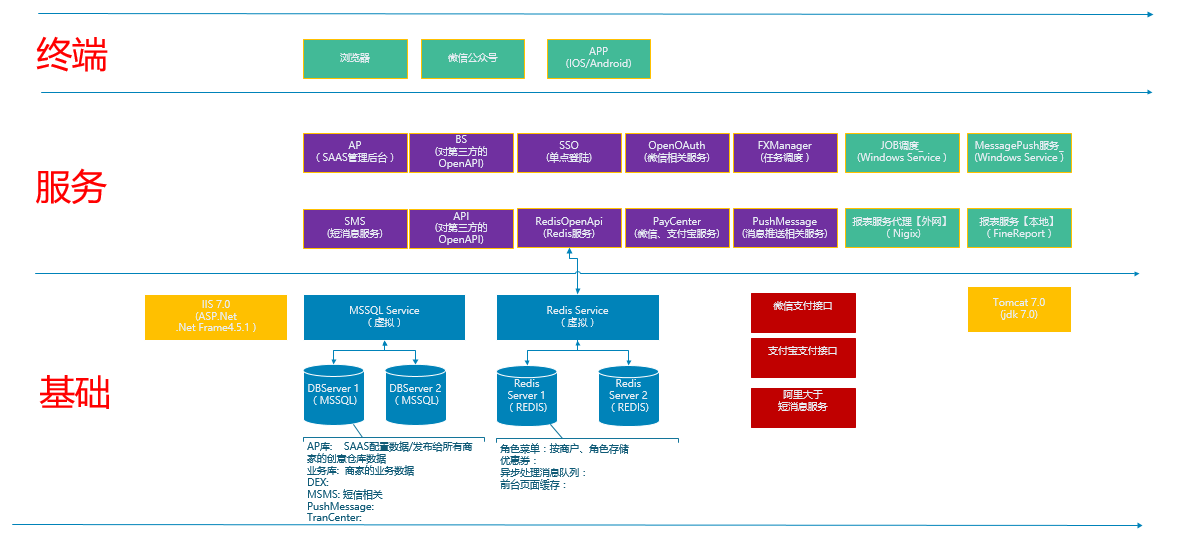 终端
浏览器
微信公众号
APP
(IOS/Android)
服务
AP
（SAAS管理后台）
BS
(对第三方的
OpenAPI)
SSO
(单点登陆)
OpenOAuth
(微信相关服务)
FXManager
(任务调度）
JOB调度_
(Windows Service）
MessagePush服务_
(Windows Service）
SMS
(短消息服务)
API
(对第三方的
OpenAPI)
RedisOpenApi
(Redis服务)
PayCenter
(微信、支付宝服务)
PushMessage
(消息推送相关服务)
报表服务代理【外网】
（Nigix)
报表服务【本地】
（FineReport）
基础
IIS 7.0
(ASP.Net
.Net Frame4.5.1）
MSSQL Service
（虚拟）
Redis Service
（虚拟）
微信支付接口
Tomcat 7.0
(jdk 7.0)
支付宝支付接口
阿里大于
短消息服务
DBServer 1
（MSSQL)
DBServer 2
（MSSQL)
Redis
Server 1
（REDIS)
Redis
Server 2
（REDIS)
AP库: SAAS配置数据/发布给所有商
家的创意仓库数据
业务库: 商家的业务数据
DEX:
MSMS: 短信相关
PushMessage:
TranCenter:
角色菜单：按商户、角色存储
优惠券：
异步处理消息队列：
前台页面缓存：